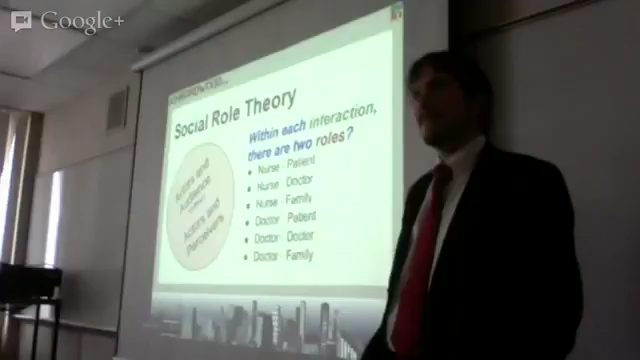 Google+
Social Role Theory
Within each interaction,
there are two roles?
Actors and
Audience
Actors and
Perceivers
• Nurse - Patient
• Nurse Doctor
• Nurse - Family
• Doctor Patient
• Doctor Doctor
• Doctor Family